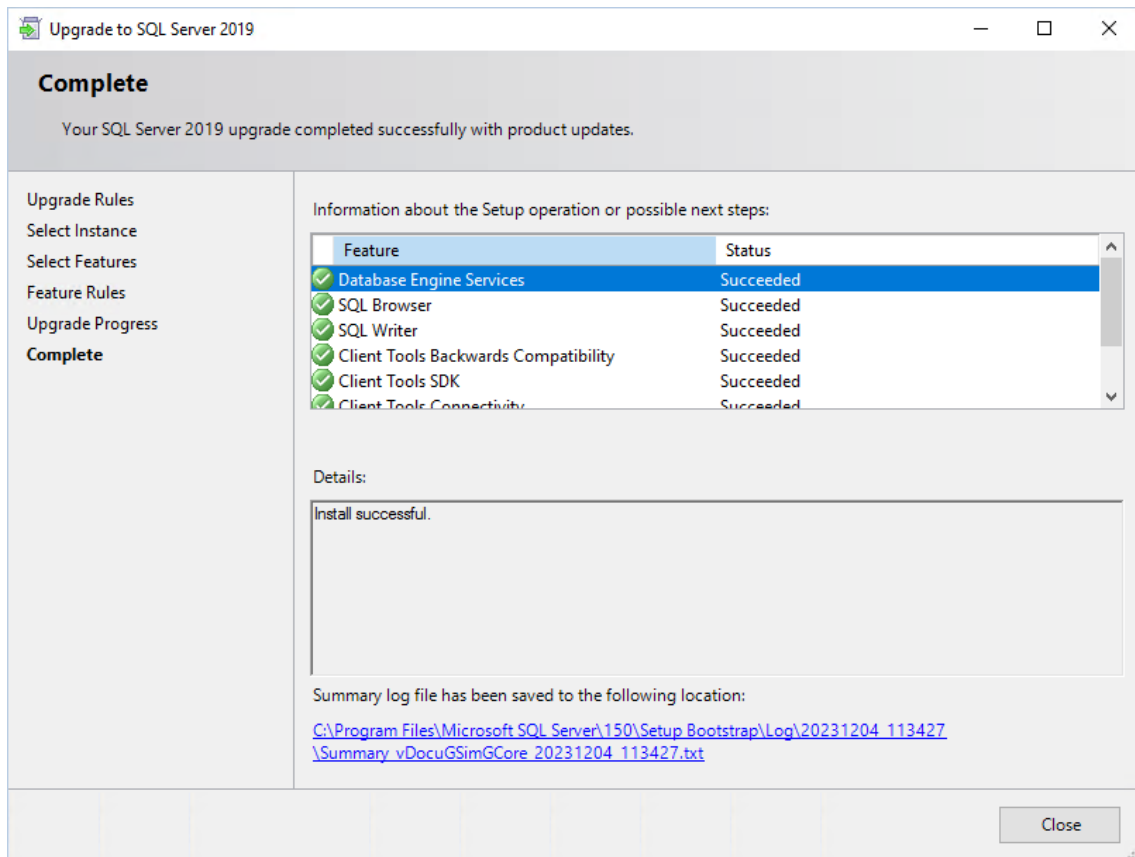 Upgrade to SQL Server 2019
Complete
Your SQL Server 2019 upgrade completed successfully with product updates.
Upgrade Rules
Select Instance
Select Features
Feature Rules
Upgrade Progress
Complete
Information about the Setup operation or possible next steps:
Feature Status
Database Engine Services Succeeded
SQL Browser Succeeded
SQL Writer Succeeded
Client Tools Backwards Compatibility Succeeded
Client Tools SDK Succeeded
Client Tools Connectivity Succeeded
Details:
Install successful.
Summary log file has been saved to the following location:
C:\Program Files\Microsoft SQL Server\150\Setup Bootstrap\Log\20231204_113427
\Summary_vDocuGSimGCore_20231204_113427.txt
Close